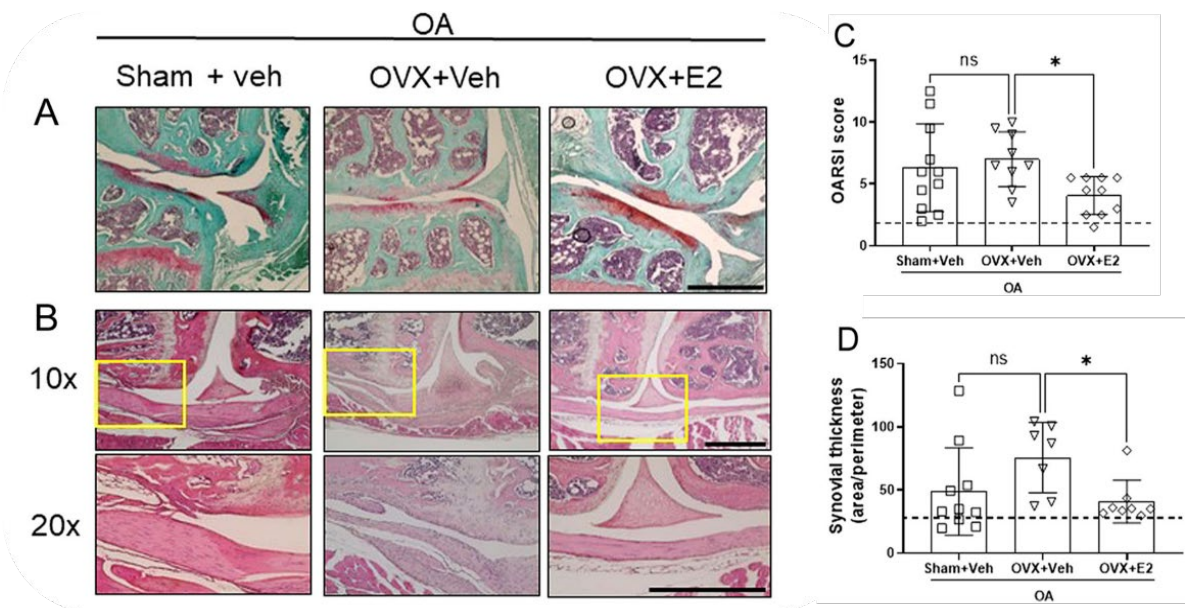 OA
Sham + veh
OVX+Veh
OVX+E2
A
B
10x
20x
C
OARSI score
15
10
5
0
ns
*
Sham+Veh
OVX+Veh
OVX+E2
OA
D
Synovial thickness
(area/perimeter)
150
100
50
0
ns
*
Sham+Veh
OVX+Veh
OVX+E2
OA